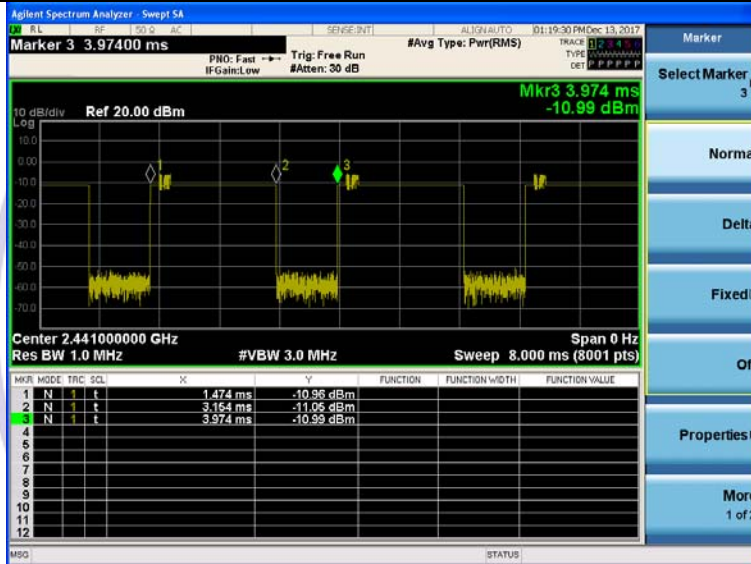 Agilent Spectrum Analyzer - Swept SA
RL RF 50 Ω AC SENSE:INT ALIGN AUTO 01:19:30 PM Dec 13, 2017
Marker 3 3.97400 ms
PNO: Fast
IFGain:Low
Trig: Free Run
#Atten: 30 dB
#Avg Type: Pwr(RMS)
TRACE 1 2 3 4 5 6
TYPE
DET P P P P P P
Mkr3 3.974 ms
-10.99 dBm
10 dB/div Ref 20.00 dBm
Log
10.0
0.00
-10.0
-20.0
-30.0
-40.0
-50.0
-60.0
-70.0
1
2
3
Center 2.441000000 GHz Span 0 Hz
Res BW 1.0 MHz #VBW 3.0 MHz Sweep 8.000 ms (8001 pts)
MKR MODE TRC SCL X Y FUNCTION FUNCTION WIDTH FUNCTION VALUE
1 N 1 t 1.474 ms -10.96 dBm
2 N 1 t 3.154 ms -11.05 dBm
3 N 1 t 3.974 ms -10.99 dBm
4
5
6
7
8
9
10
11
12
MSG STATUS
Marker
Select Marker
3
Norma
Delta
Fixed
Of
Properties
More
1 of 2